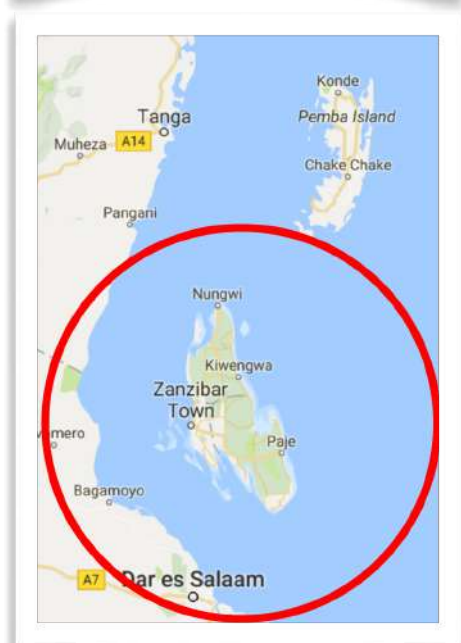 Konde
Tanga
Pemba Island
Muheza
A14
Chake Chake
Pangani
Nungwi
Kiwengwa
Zanzibar
Town
Paje
Bagamoyo
A7
Dar es Salaam